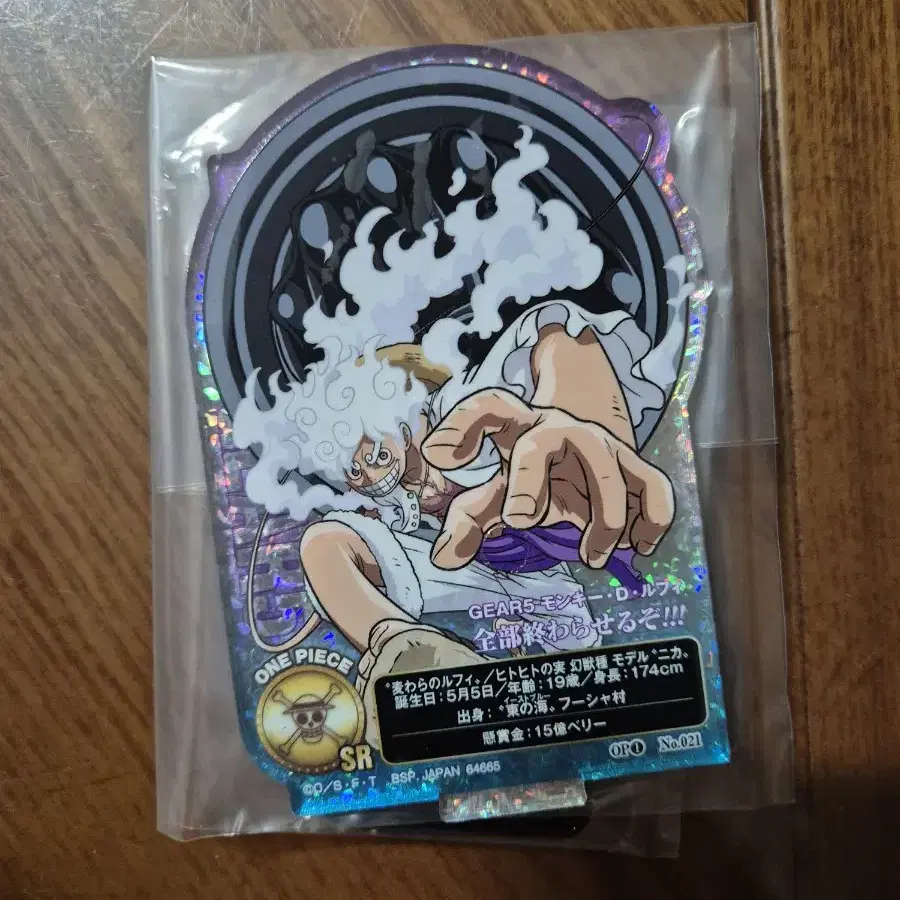 GEAR5 モンキー・D・ルフィ
全部終わらせるぞ!!!
ONE PIECE
SR
〝麦わらのルフィ〟/ヒトヒトの実 幻獣種 モデル〝ニカ〟
誕生日:5月5日/年齢:19歳/身長:174cm
イーストブルー
出身:〝東の海〟フーシャ村
懸賞金:15億ベリー
OP① No.021
©O/S・F・T BSP, JAPAN 64665